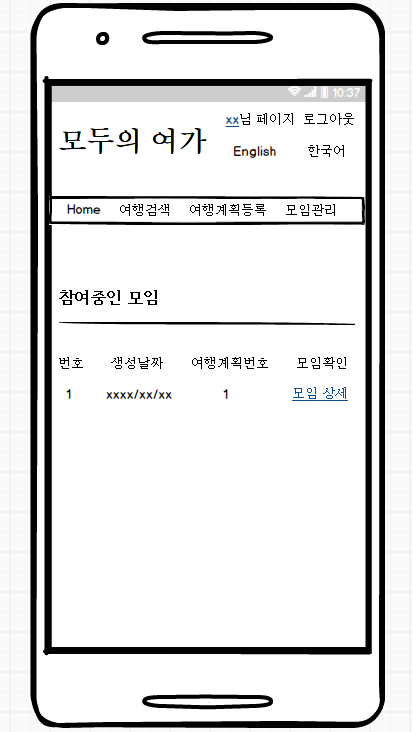 10:37
xx님 페이지 로그아웃
모두의 여가
English 한국어
Home 여행검색 여행계획등록 모임관리
참여중인 모임
번호 생성날짜 여행계획번호 모임확인
1 xxxx/xx/xx 1 모임 상세